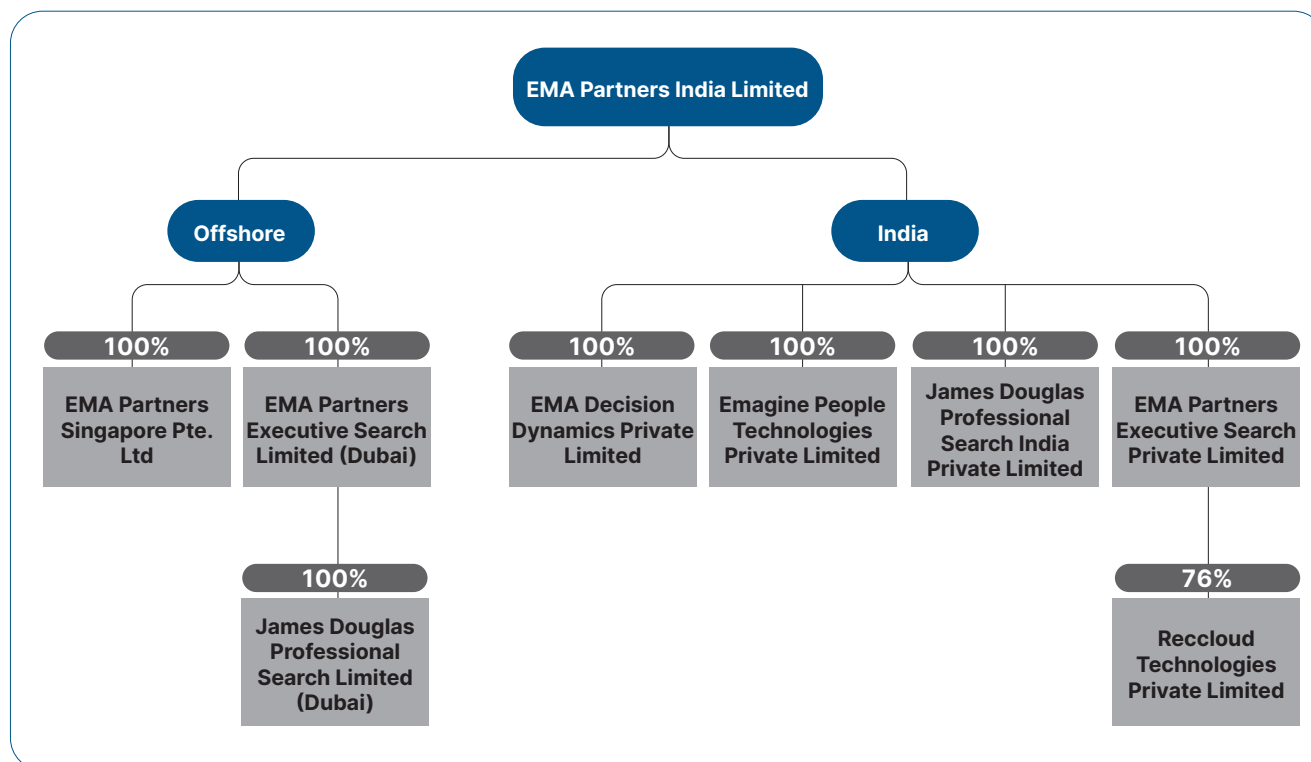 EMA Partners India Limited
Offshore
India
100%
EMA Partners
Singapore Pte.
Ltd
100%
EMA Partners
Executive Search
Limited (Dubai)
100%
EMA Decision
Dynamics Private
Limited
100%
Emagine People
Technologies
Private Limited
100%
James Douglas
Professional
Search India
Private Limited
100%
EMA Partners
Executive Search
Private Limited
100%
James Douglas
Professional
Search Limited
(Dubai)
76%
Reccloud
Technologies
Private Limited